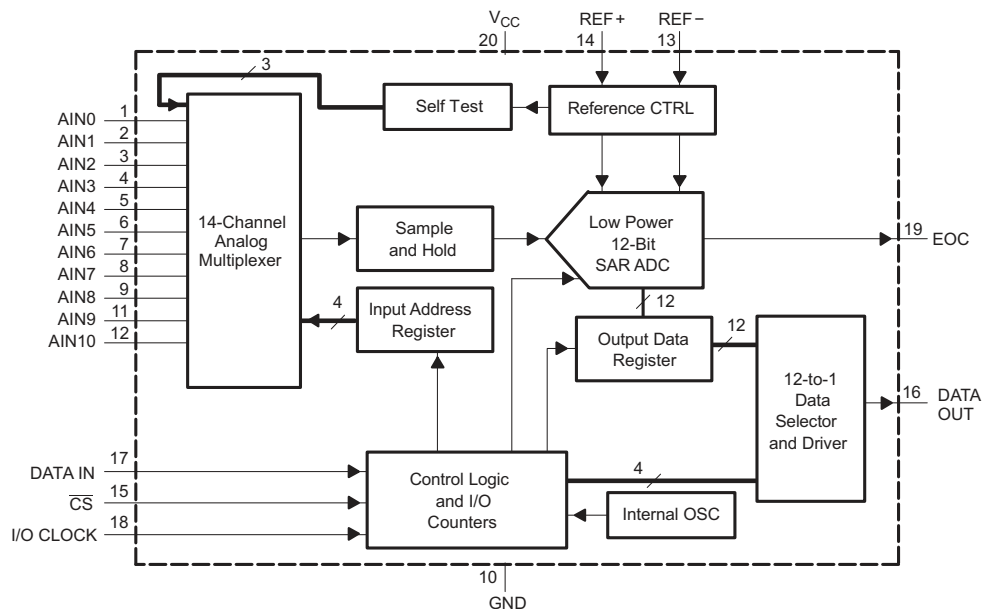 V_CC
20
REF+
14
REF−
13
3
Self Test
Reference CTRL
AIN0 1
AIN1 2
AIN2 3
AIN3 4
AIN4 5
AIN5 6
AIN6 7
AIN7 8
AIN8 9
AIN9 11
AIN10 12
14-Channel
Analog
Multiplexer
Sample
and Hold
Low Power
12-Bit
SAR ADC
19
EOC
4
Input Address
Register
12
Output Data
Register
12
12-to-1
Data
Selector
and Driver
16
DATA
OUT
DATA IN 17
C̅S̅ 15
I/O CLOCK 18
Control Logic
and I/O
Counters
4
Internal OSC
10
GND